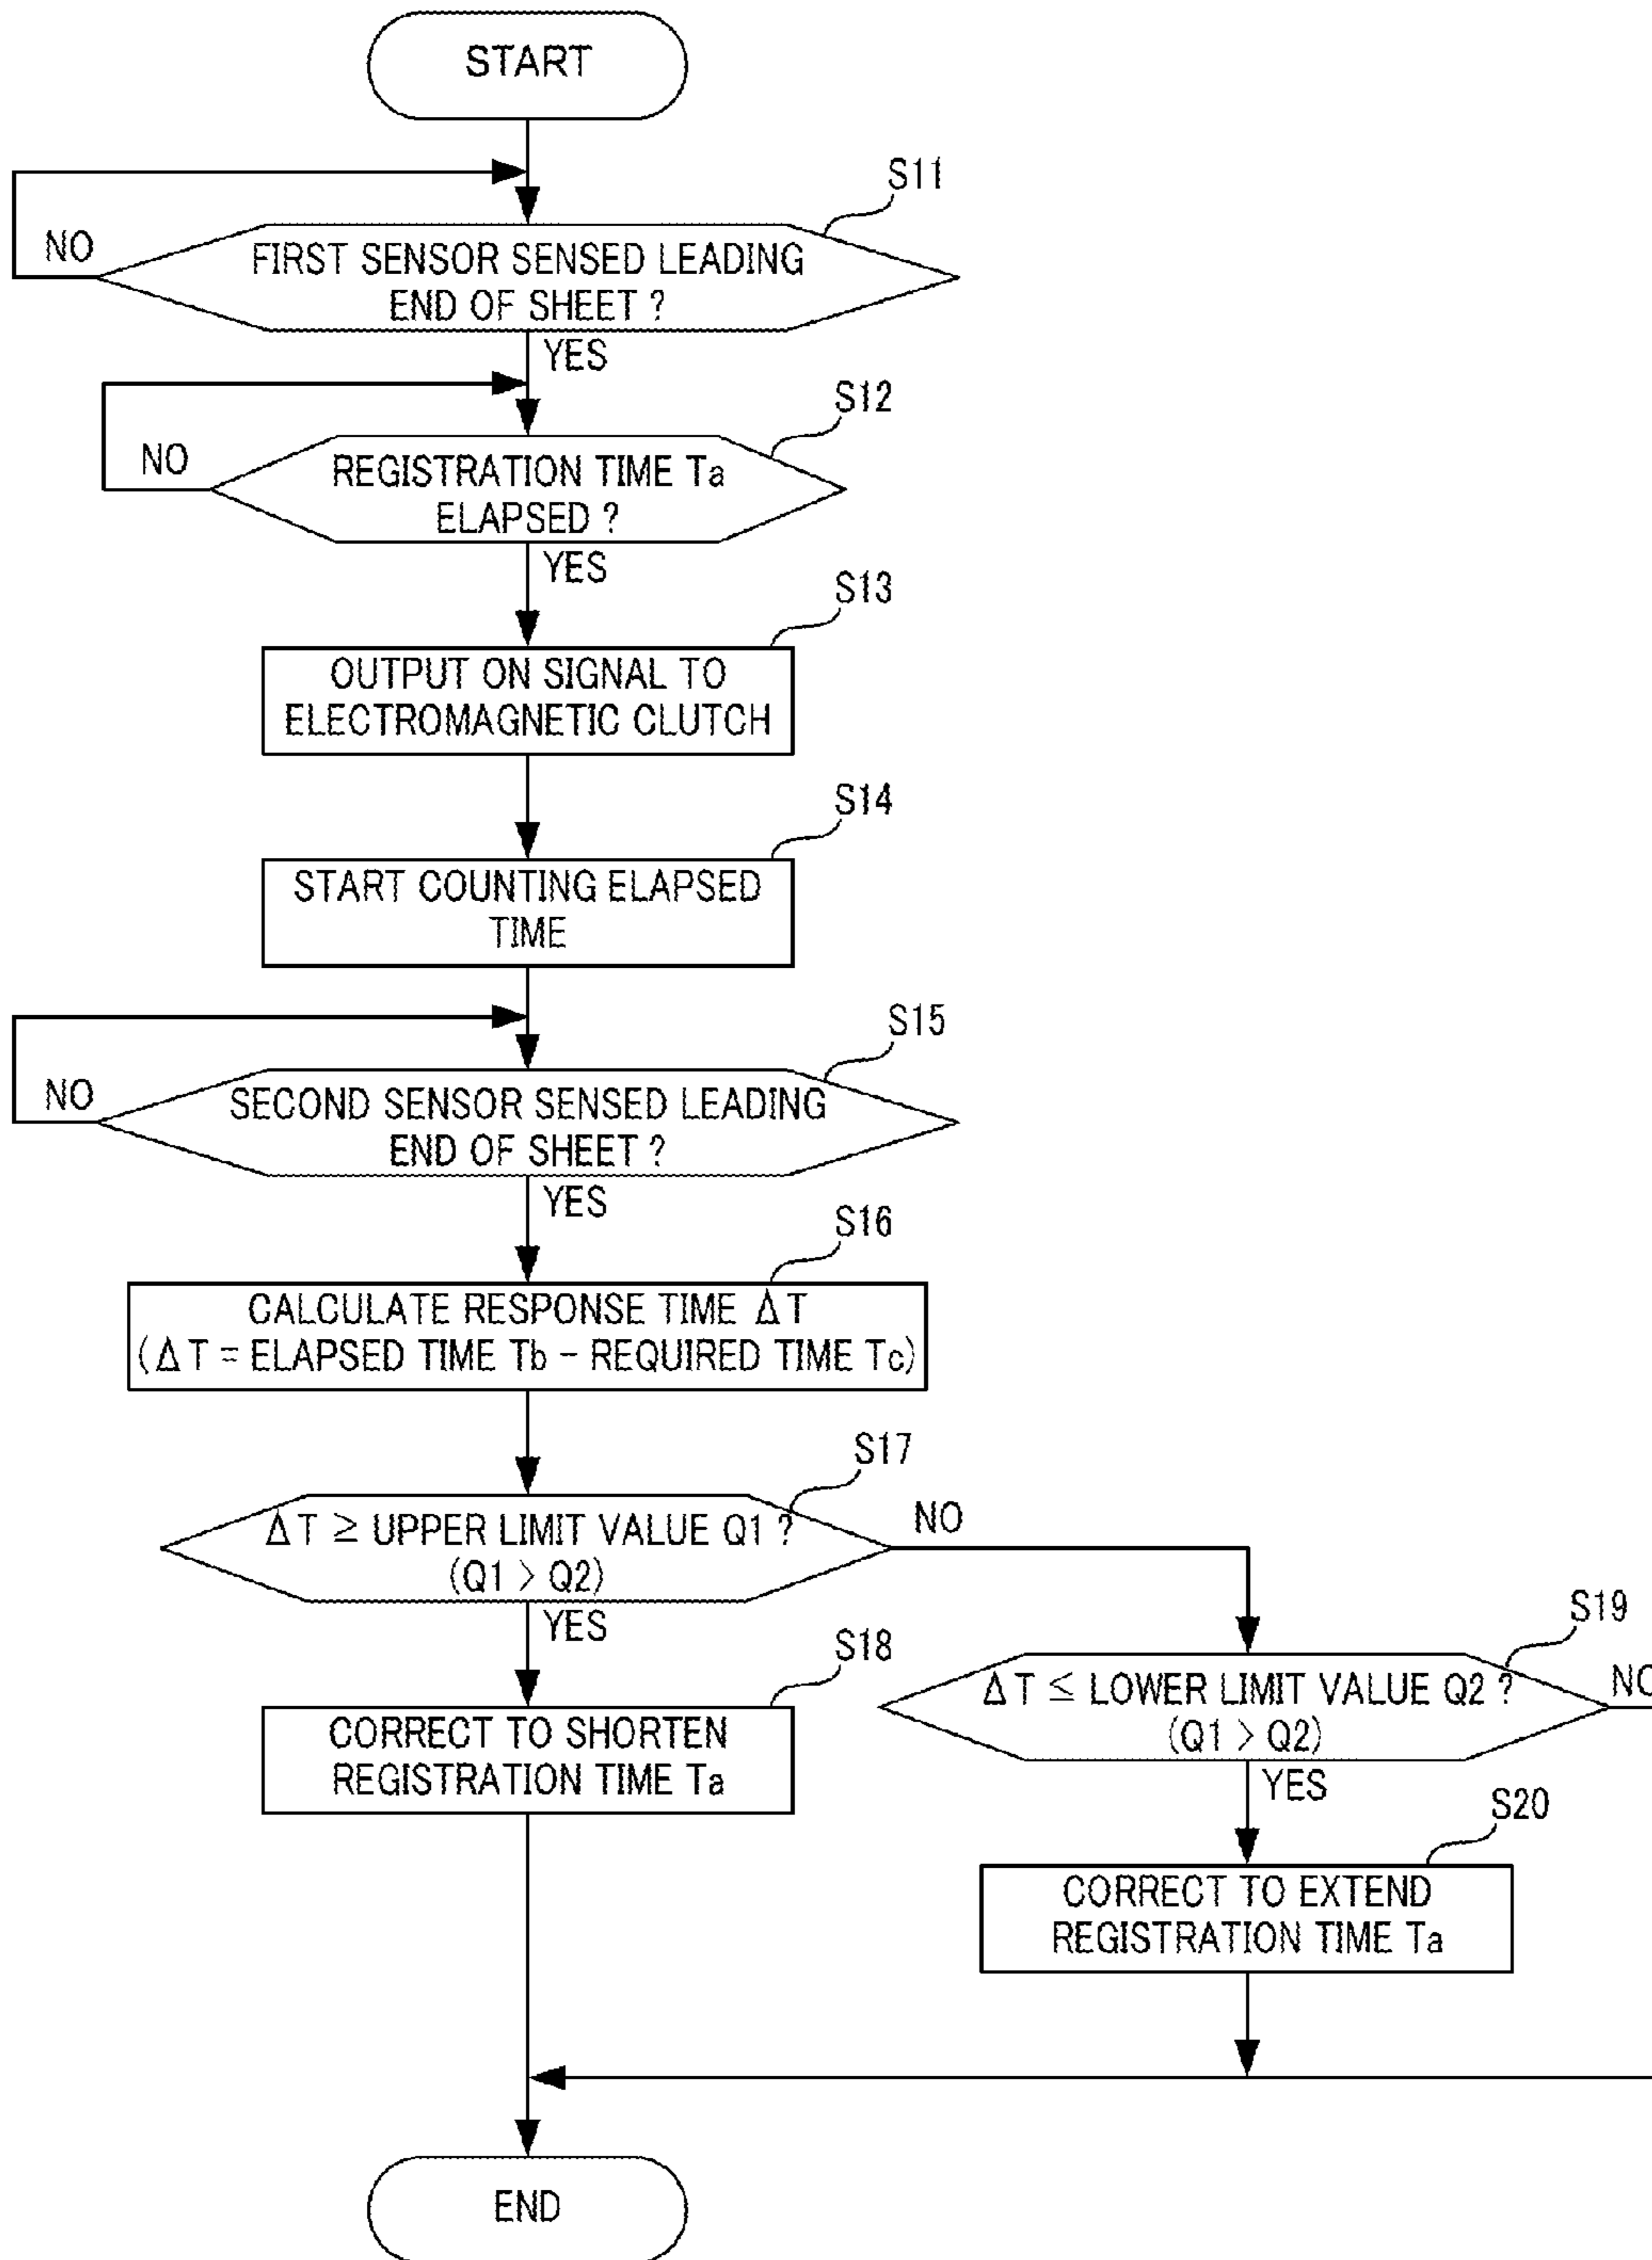 START
S11
NO
FIRST SENSOR SENSED LEADING
END OF SHEET ?
YES
S12
NO
REGISTRATION TIME Ta
ELAPSED ?
YES
S13
OUTPUT ON SIGNAL TO
ELECTROMAGNETIC CLUTCH
S14
START COUNTING ELAPSED
TIME
S15
NO
SECOND SENSOR SENSED LEADING
END OF SHEET ?
YES
S16
CALCULATE RESPONSE TIME ΔT
(ΔT = ELAPSED TIME Tb − REQUIRED TIME Tc)
S17
ΔT ≥ UPPER LIMIT VALUE Q1 ?
(Q1 > Q2)
NO
YES
S18
CORRECT TO SHORTEN
REGISTRATION TIME Ta
S19
ΔT ≤ LOWER LIMIT VALUE Q2 ?
(Q1 > Q2)
NO
YES
S20
CORRECT TO EXTEND
REGISTRATION TIME Ta
END